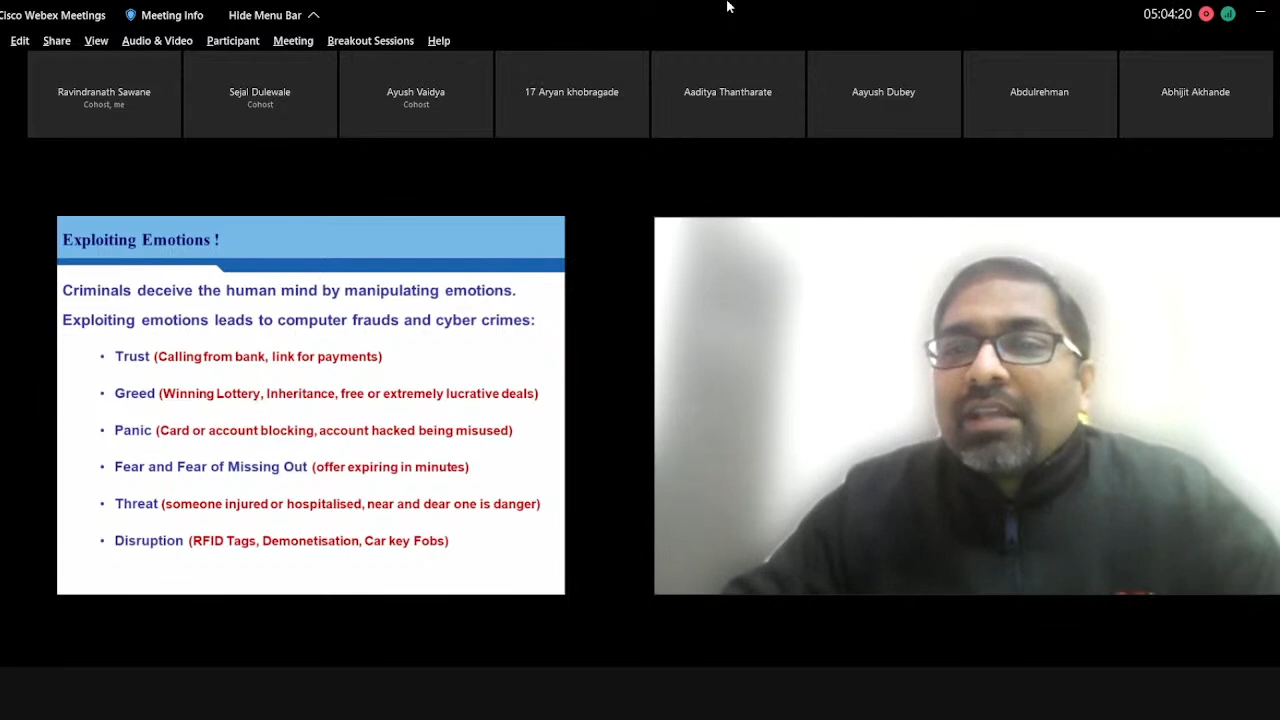 Cisco Webex Meetings Meeting Info Hide Menu Bar 05:04:20
Edit Share View Audio & Video Participant Meeting Breakout Sessions Help
Ravindranath Sawane Sejal Dulewale Ayush Vaidya 17 Aryan khobragade Aaditya Thantharate Aayush Dubey Abdulrehman Abhijit Akhande
Cohost, me Cohost Cohost
Exploiting Emotions !
Criminals deceive the human mind by manipulating emotions.
Exploiting emotions leads to computer frauds and cyber crimes:
• Trust (Calling from bank, link for payments)
• Greed (Winning Lottery, Inheritance, free or extremely lucrative deals)
• Panic (Card or account blocking, account hacked being misused)
• Fear and Fear of Missing Out (offer expiring in minutes)
• Threat (someone injured or hospitalised, near and dear one is danger)
• Disruption (RFID Tags, Demonetisation, Car key Fobs)